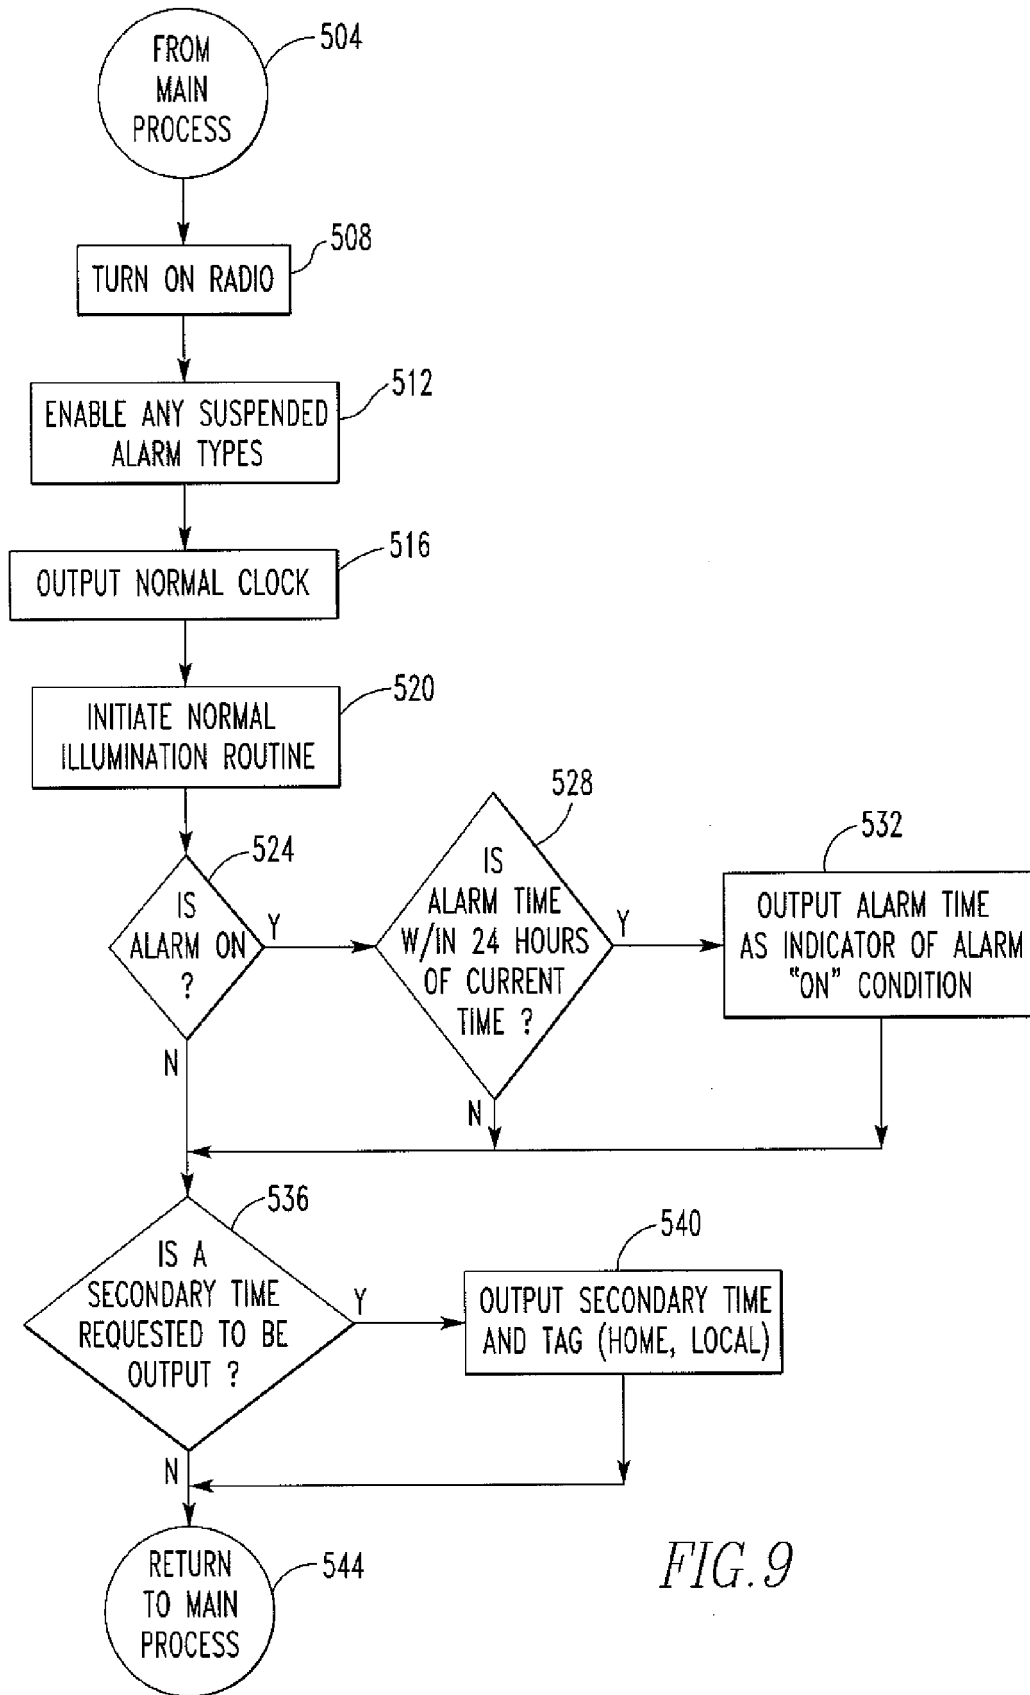 FROM
MAIN
PROCESS
504
TURN ON RADIO
508
ENABLE ANY SUSPENDED
ALARM TYPES
512
OUTPUT NORMAL CLOCK
516
INITIATE NORMAL
ILLUMINATION ROUTINE
520
IS
ALARM ON
?
524
Y
N
IS
ALARM TIME
W/IN 24 HOURS
OF CURRENT
TIME ?
528
Y
N
OUTPUT ALARM TIME
AS INDICATOR OF ALARM
"ON" CONDITION
532
IS A
SECONDARY TIME
REQUESTED TO BE
OUTPUT ?
536
Y
N
OUTPUT SECONDARY TIME
AND TAG (HOME, LOCAL)
540
RETURN
TO MAIN
PROCESS
544
FIG.9